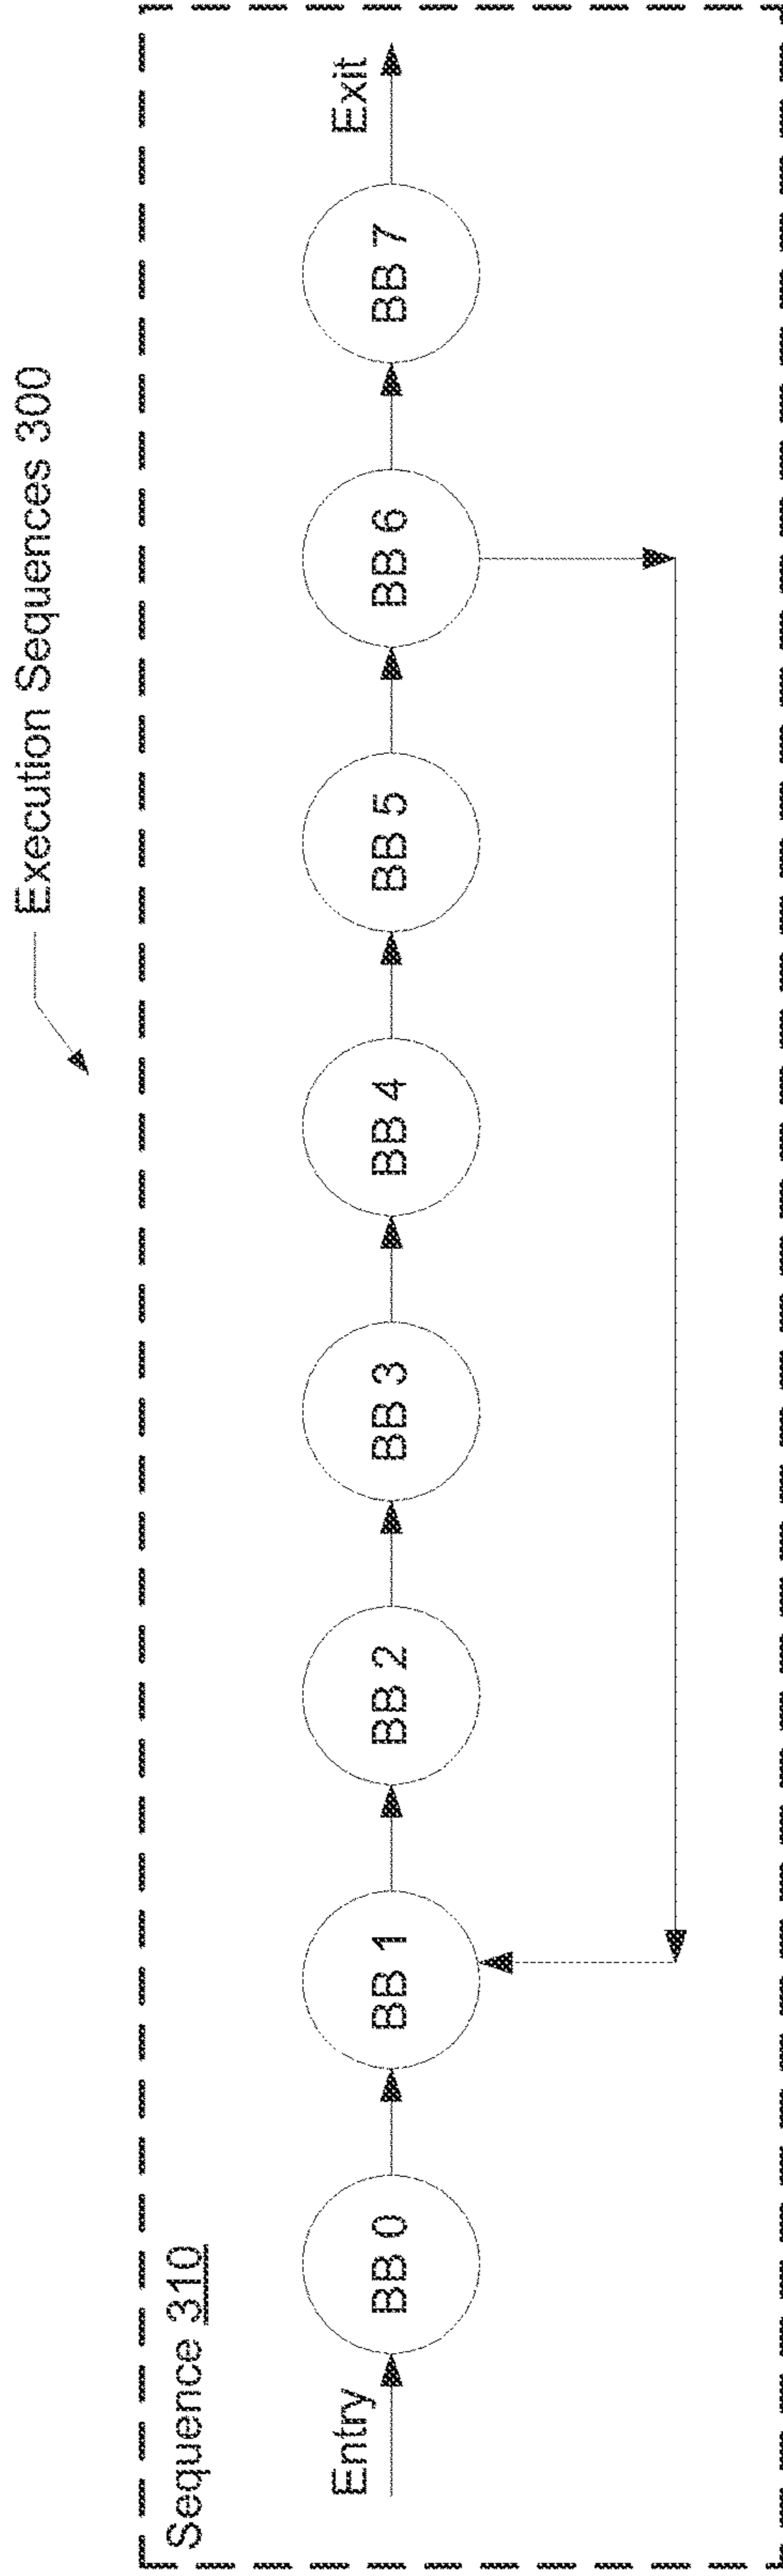 Execution Sequences 300
Sequence 310
Entry
BB 0
BB 1
BB 2
BB 3
BB 4
BB 5
BB 6
BB 7
Exit